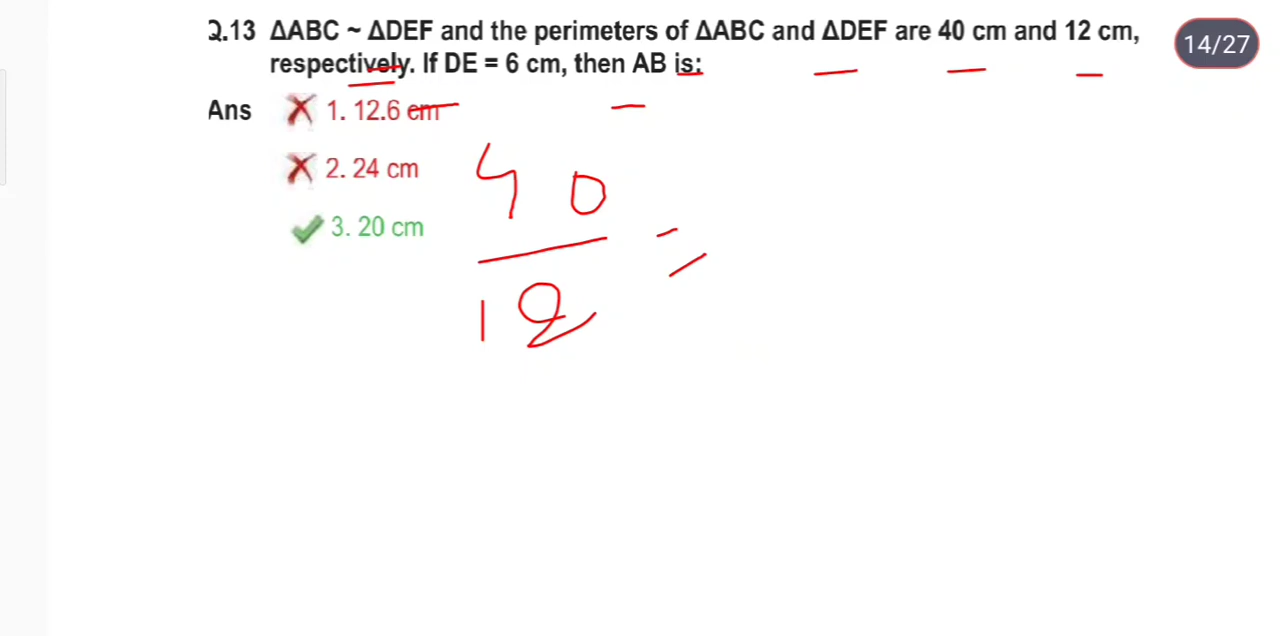 Q.13 ΔABC ~ ΔDEF and the perimeters of ΔABC and ΔDEF are 40 cm and 12 cm,
14/27
respectively. If DE = 6 cm, then AB is:
Ans 1. 12.6 cm
2. 24 cm
3. 20 cm
40
12
=